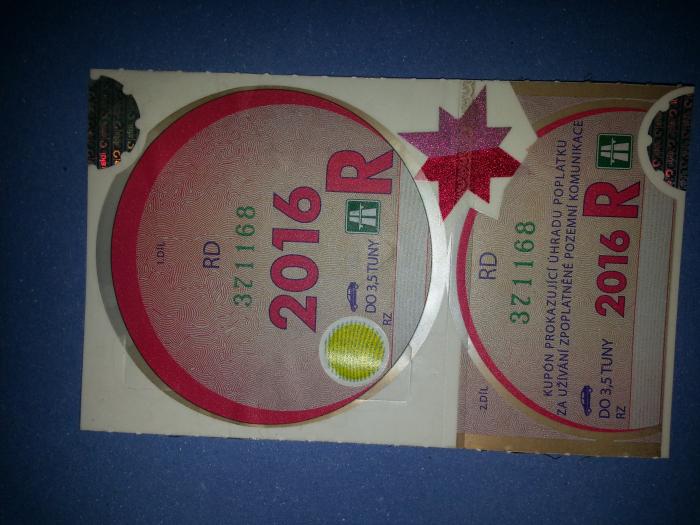 1.DÍL
RD
371168
2016
R
DO 3,5 TUNY
RZ
2.DÍL
RD
371168
KUPÓN PROKAZUJÍCÍ ÚHRADU POPLATKU
ZA UŽÍVÁNÍ ZPOPLATNĚNÉ POZEMNÍ KOMUNIKACE
2016 R
DO 3,5 TUNY
RZ